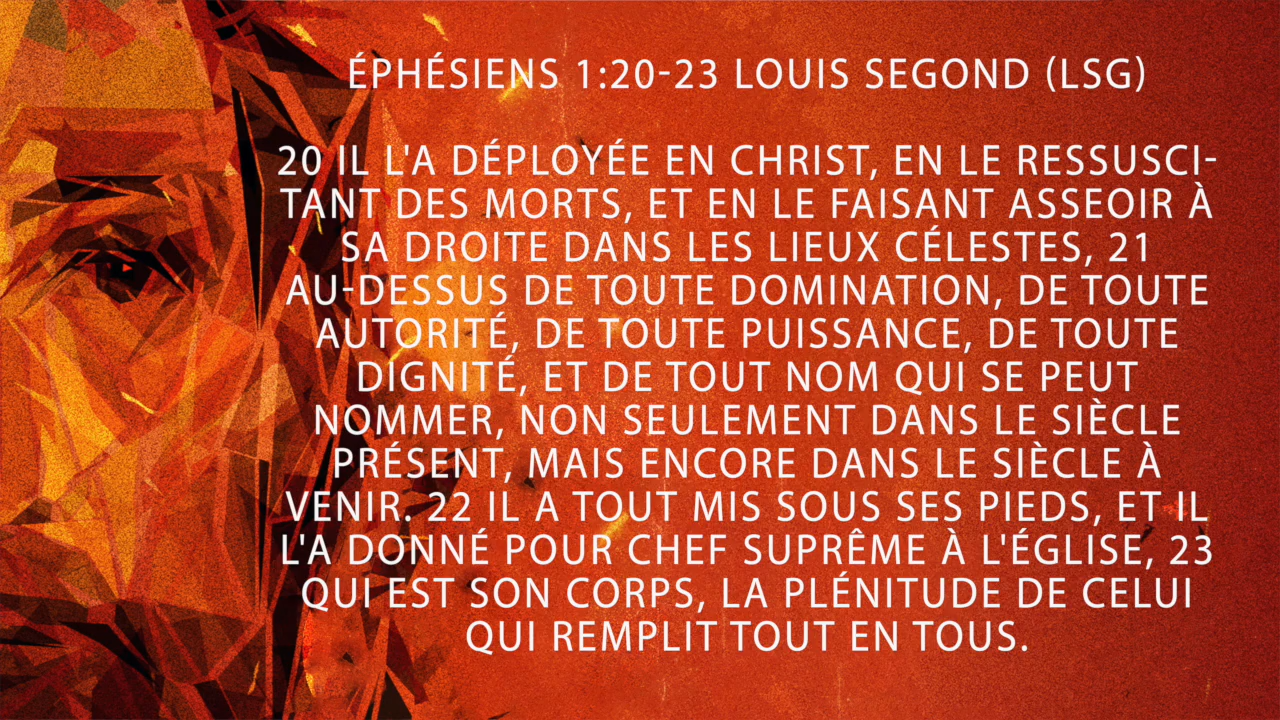 ÉPHÉSIENS 1:20-23 LOUIS SEGOND (LSG)
20 IL L'A DÉPLOYÉE EN CHRIST, EN LE RESSUSCI-
TANT DES MORTS, ET EN LE FAISANT ASSEOIR À
SA DROITE DANS LES LIEUX CÉLESTES, 21
AU-DESSUS DE TOUTE DOMINATION, DE TOUTE
AUTORITÉ, DE TOUTE PUISSANCE, DE TOUTE
DIGNITÉ, ET DE TOUT NOM QUI SE PEUT
NOMMER, NON SEULEMENT DANS LE SIÈCLE
PRÉSENT, MAIS ENCORE DANS LE SIÈCLE À
VENIR. 22 IL A TOUT MIS SOUS SES PIEDS, ET IL
L'A DONNÉ POUR CHEF SUPRÊME À L'ÉGLISE, 23
QUI EST SON CORPS, LA PLÉNITUDE DE CELUI
QUI REMPLIT TOUT EN TOUS.